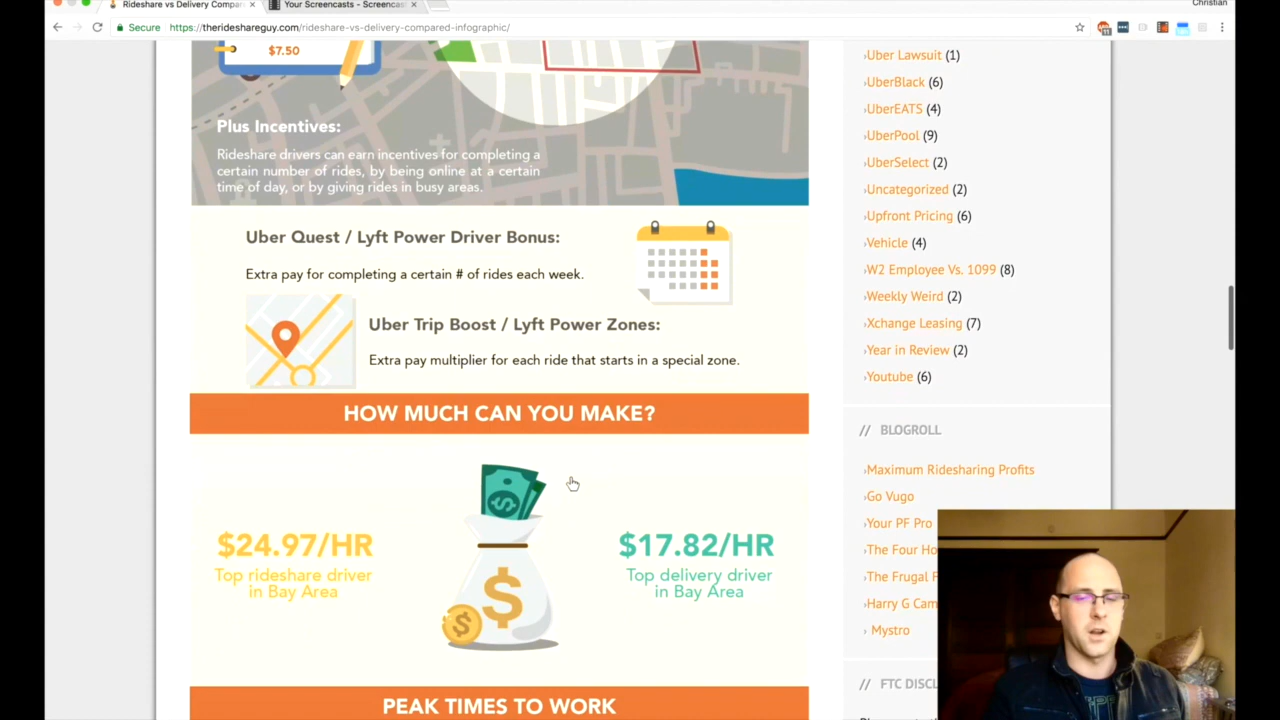 Rideshare vs Delivery Compar
Your Screencasts - Screencas
Christian
Secure
https://therideshareguy.com/rideshare-vs-delivery-compared-infographic/
$7.50
Plus Incentives:
Rideshare drivers can earn incentives for completing a
certain number of rides, by being online at a certain
time of day, or by giving rides in busy areas.
Uber Quest / Lyft Power Driver Bonus:
Extra pay for completing a certain # of rides each week.
Uber Trip Boost / Lyft Power Zones:
Extra pay multiplier for each ride that starts in a special zone.
HOW MUCH CAN YOU MAKE?
$24.97/HR
Top rideshare driver
in Bay Area
$
$
$
$17.82/HR
Top delivery driver
in Bay Area
PEAK TIMES TO WORK
›Uber Lawsuit (1)
›UberBlack (6)
›UberEATS (4)
›UberPool (9)
›UberSelect (2)
›Uncategorized (2)
›Upfront Pricing (6)
›Vehicle (4)
›W2 Employee Vs. 1099 (8)
›Weekly Weird (2)
›Xchange Leasing (7)
›Year in Review (2)
›Youtube (6)
// BLOGROLL
›Maximum Ridesharing Profits
›Go Vugo
›Your PF Pro
›The Four Ho
›The Frugal F
›Harry G Cam
› Mystro
// FTC DISCL